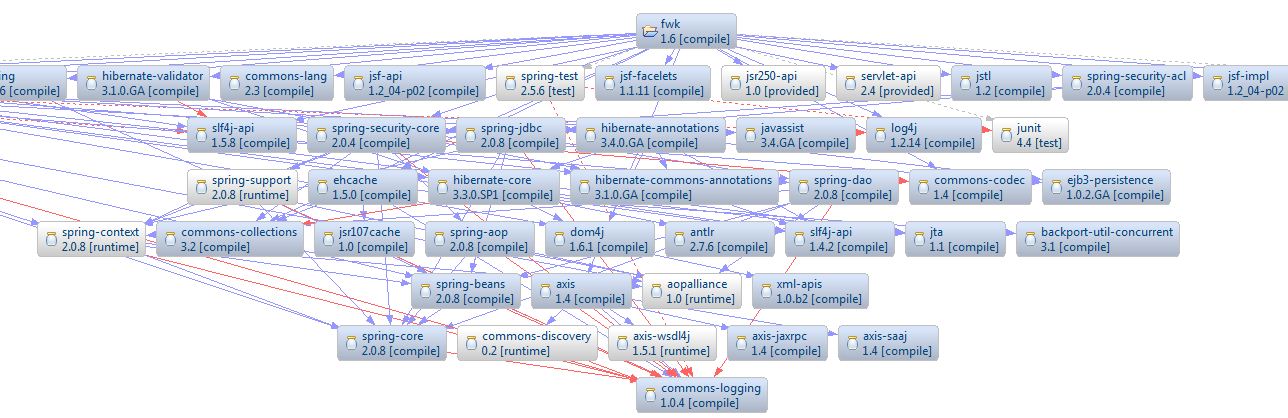 fwk
1.6 [compile]
ing
6 [compile]
hibernate-validator
3.1.0.GA [compile]
commons-lang
2.3 [compile]
jsf-api
1.2_04-p02 [compile]
spring-test
2.5.6 [test]
jsf-facelets
1.1.11 [compile]
jsr250-api
1.0 [provided]
servlet-api
2.4 [provided]
jstl
1.2 [compile]
spring-security-acl
2.0.4 [compile]
jsf-impl
1.2_04-p02
slf4j-api
1.5.8 [compile]
spring-security-core
2.0.4 [compile]
spring-jdbc
2.0.8 [compile]
hibernate-annotations
3.4.0.GA [compile]
javassist
3.4.GA [compile]
log4j
1.2.14 [compile]
junit
4.4 [test]
spring-support
2.0.8 [runtime]
ehcache
1.5.0 [compile]
hibernate-core
3.3.0.SP1 [compile]
hibernate-commons-annotations
3.1.0.GA [compile]
spring-dao
2.0.8 [compile]
commons-codec
1.4 [compile]
ejb3-persistence
1.0.2.GA [compile]
spring-context
2.0.8 [runtime]
commons-collections
3.2 [compile]
jsr107cache
1.0 [compile]
spring-aop
2.0.8 [compile]
dom4j
1.6.1 [compile]
antlr
2.7.6 [compile]
slf4j-api
1.4.2 [compile]
jta
1.1 [compile]
backport-util-concurrent
3.1 [compile]
spring-beans
2.0.8 [compile]
axis
1.4 [compile]
aopalliance
1.0 [runtime]
xml-apis
1.0.b2 [compile]
spring-core
2.0.8 [compile]
commons-discovery
0.2 [runtime]
axis-wsdl4j
1.5.1 [runtime]
axis-jaxrpc
1.4 [compile]
axis-saaj
1.4 [compile]
commons-logging
1.0.4 [compile]